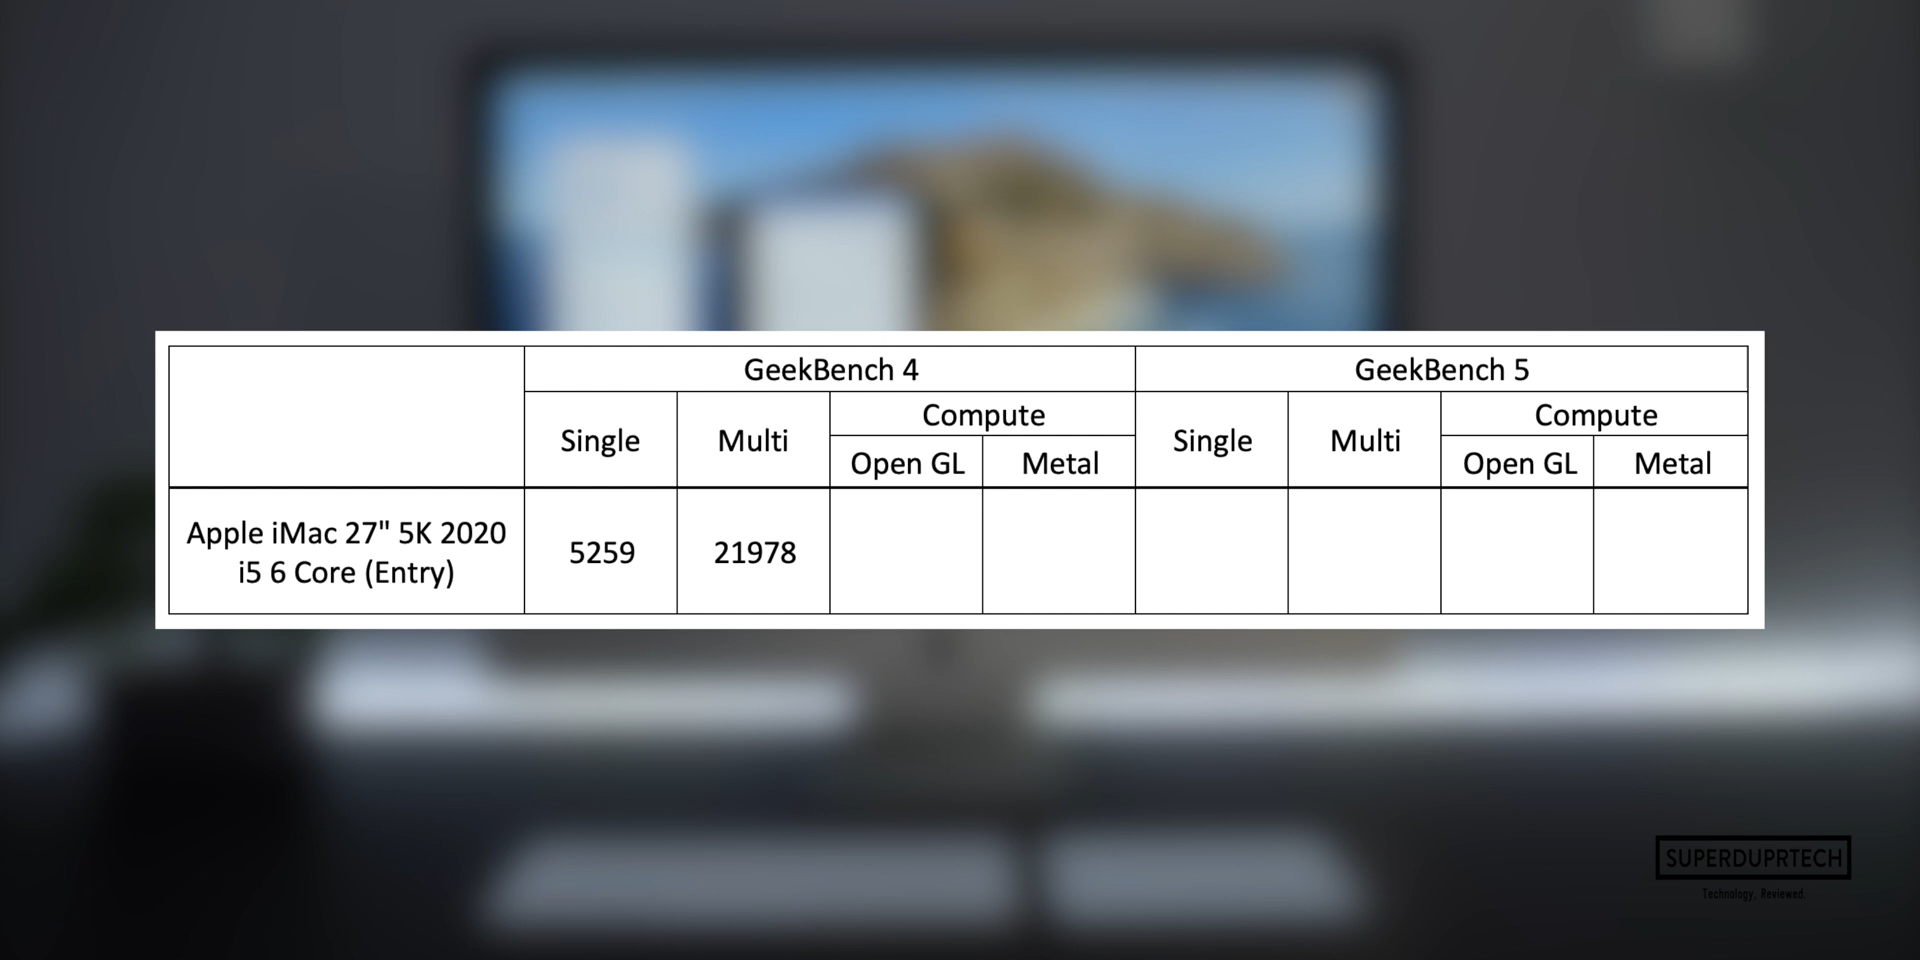 GeekBench 4
GeekBench 5
Single
Multi
Compute
Single
Multi
Compute
Open GL
Metal
Open GL
Metal
Apple iMac 27" 5K 2020
i5 6 Core (Entry)
5259
21978
SUPERDUPRTECH
Technology. Reviewed.